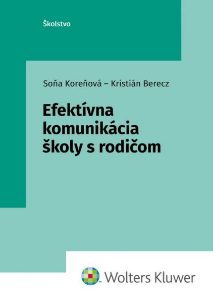 Školstvo
Soňa Koreňová – Kristián Berecz
Efektívna
komunikácia
školy s rodičom
Wolters Kluwer